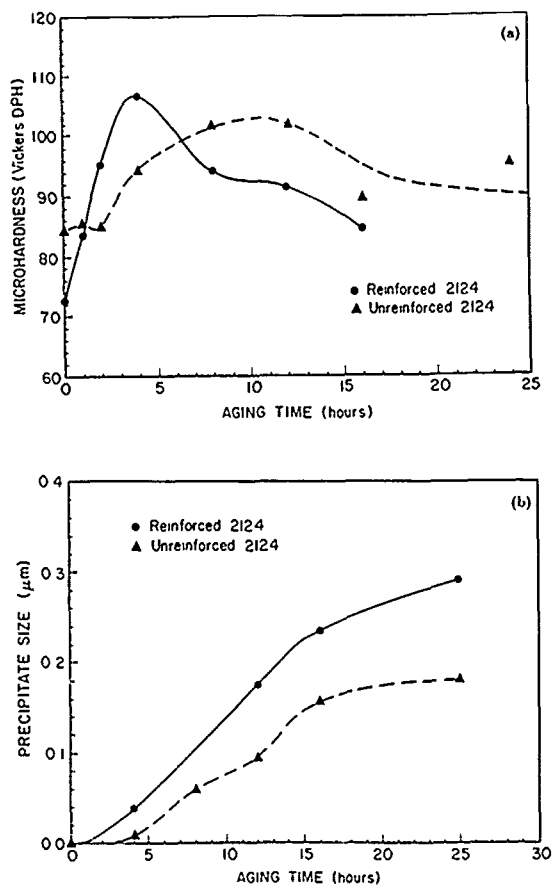 (a)
120
110
100
90
80
70
60
0
5
10
15
20
25
MICROHARDNESS (Vickers DPH)
AGING TIME (hours)
Reinforced 2124
Unreinforced 2124
(b)
0.4
0.3
0.2
0.1
0.0
0
5
10
15
20
25
30
PRECIPITATE SIZE (μm)
AGING TIME (hours)
Reinforced 2124
Unreinforced 2124